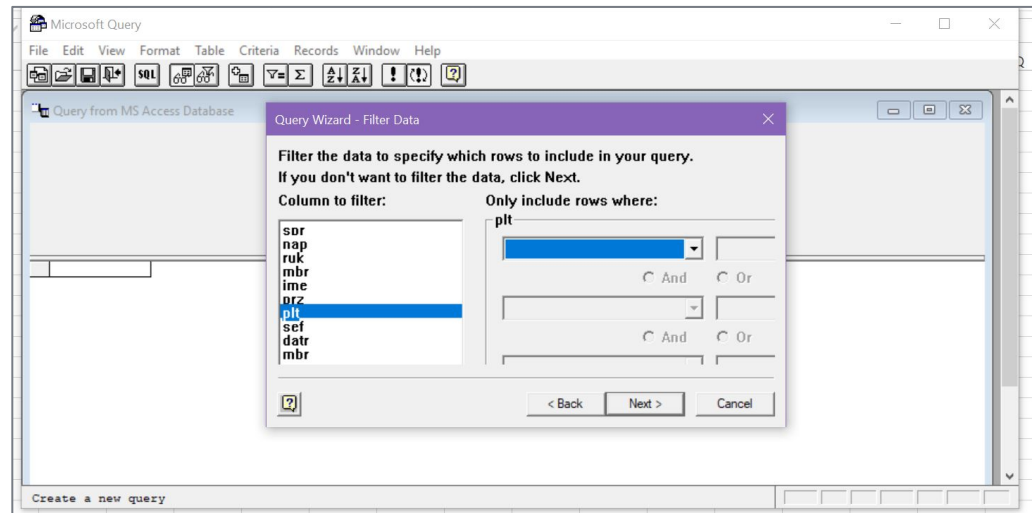 Microsoft Query
File Edit View Format Table Criteria Records Window Help
SQL
Query from MS Access Database
Query Wizard - Filter Data
Filter the data to specify which rows to include in your query.
If you don't want to filter the data, click Next.
Column to filter:
Only include rows where:
spr
nap
ruk
mbr
ime
prz
plt
sef
datr
mbr
plt
And Or
And Or
< Back Next > Cancel
Create a new query